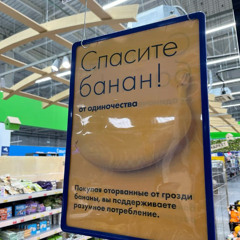 Спасите
банан!
от одиночества
Покупая оторванные от грозди
бананы, вы поддерживаете
разумное потребление.